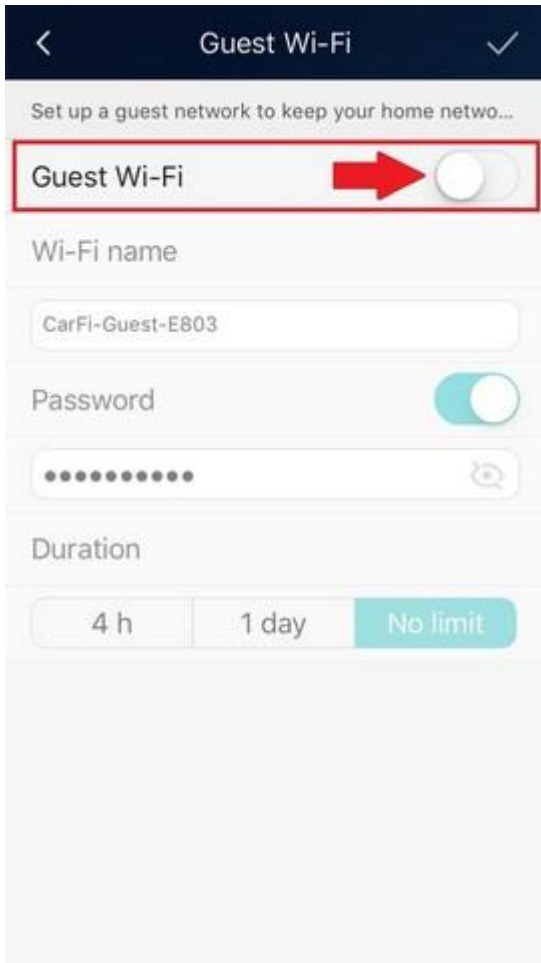 Guest Wi-Fi
Set up a guest network to keep your home netwo...
Guest Wi-Fi
Wi-Fi name
CarFi-Guest-E803
Password
••••••••••
Duration
4 h 1 day No limit